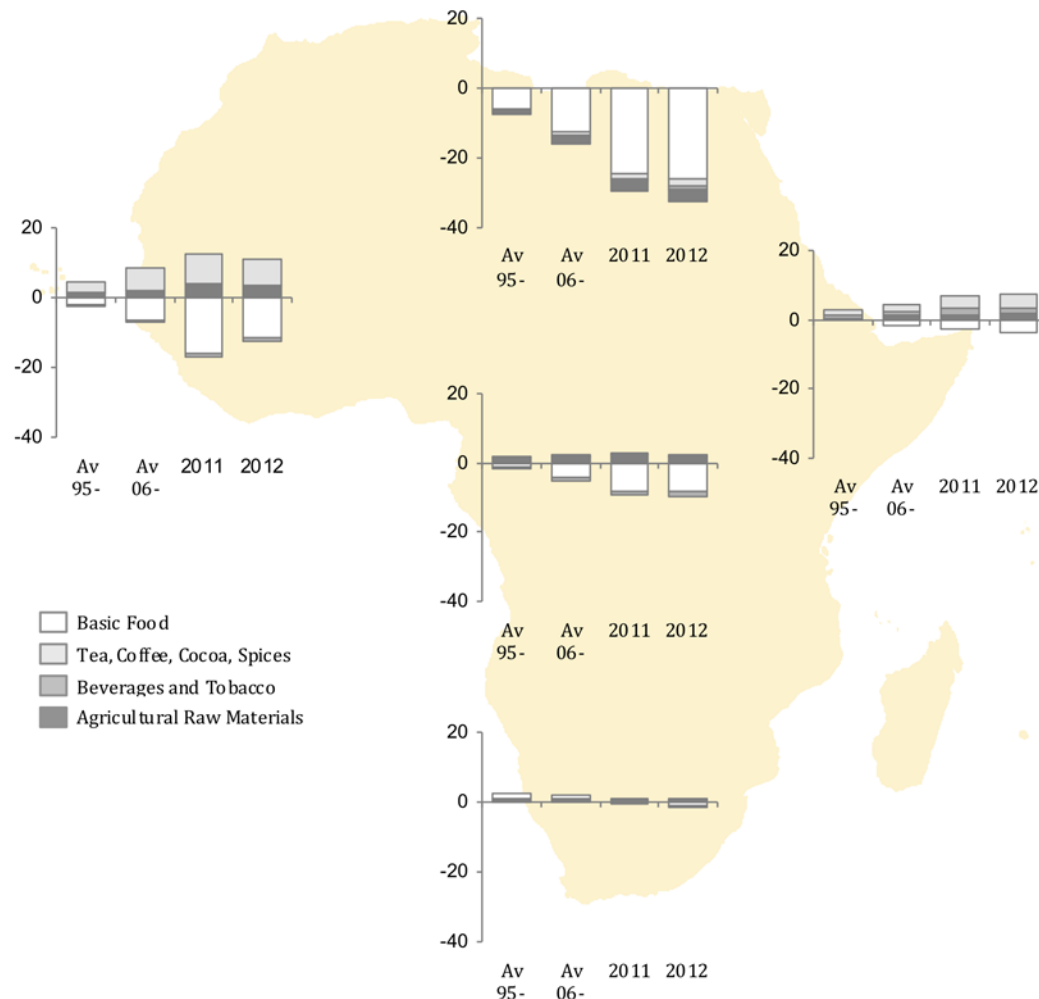 20
0
-20
-40
Av 95-
Av 06-
2011
2012
20
0
-20
-40
Av 95-
Av 06-
2011
2012
20
0
-20
-40
Av 95-
Av 06-
2011
2012
20
0
-20
-40
Av 95-
Av 06-
2011
2012
Basic Food
Tea, Coffee, Cocoa, Spices
Beverages and Tobacco
Agricultural Raw Materials
20
0
-20
-40
Av 95-
Av 06-
2011
2012